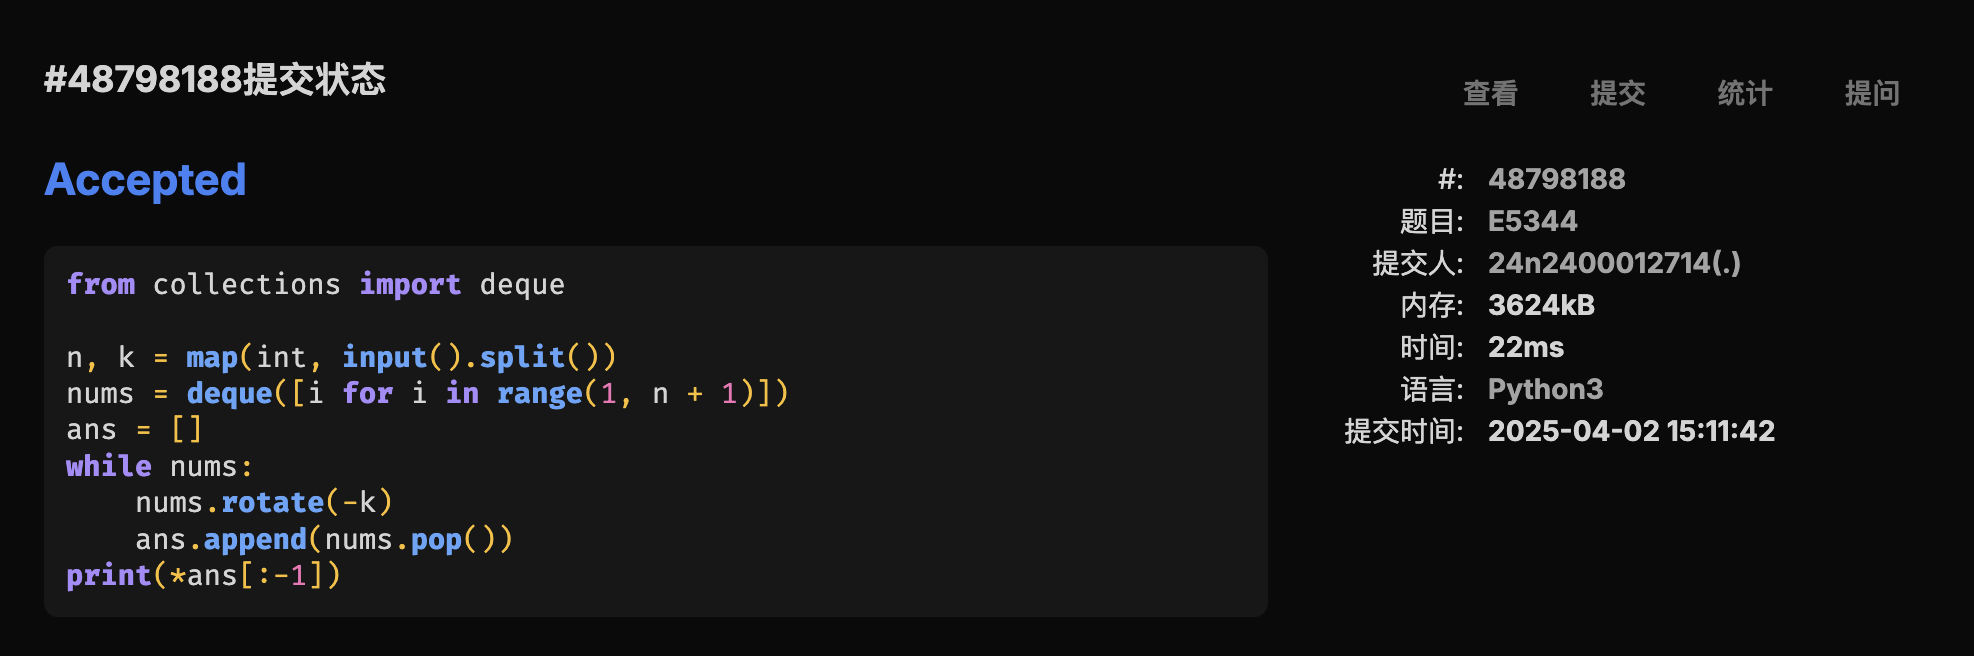 #48798188提交状态
查看 提交 统计 提问
Accepted
from collections import deque
n, k = map(int, input().split())
nums = deque([i for i in range(1, n + 1)])
ans = []
while nums:
    nums.rotate(-k)
    ans.append(nums.pop())
print(*ans[:-1])
#: 48798188
题目: E5344
提交人: 24n2400012714(.)
内存: 3624kB
时间: 22ms
语言: Python3
提交时间: 2025-04-02 15:11:42